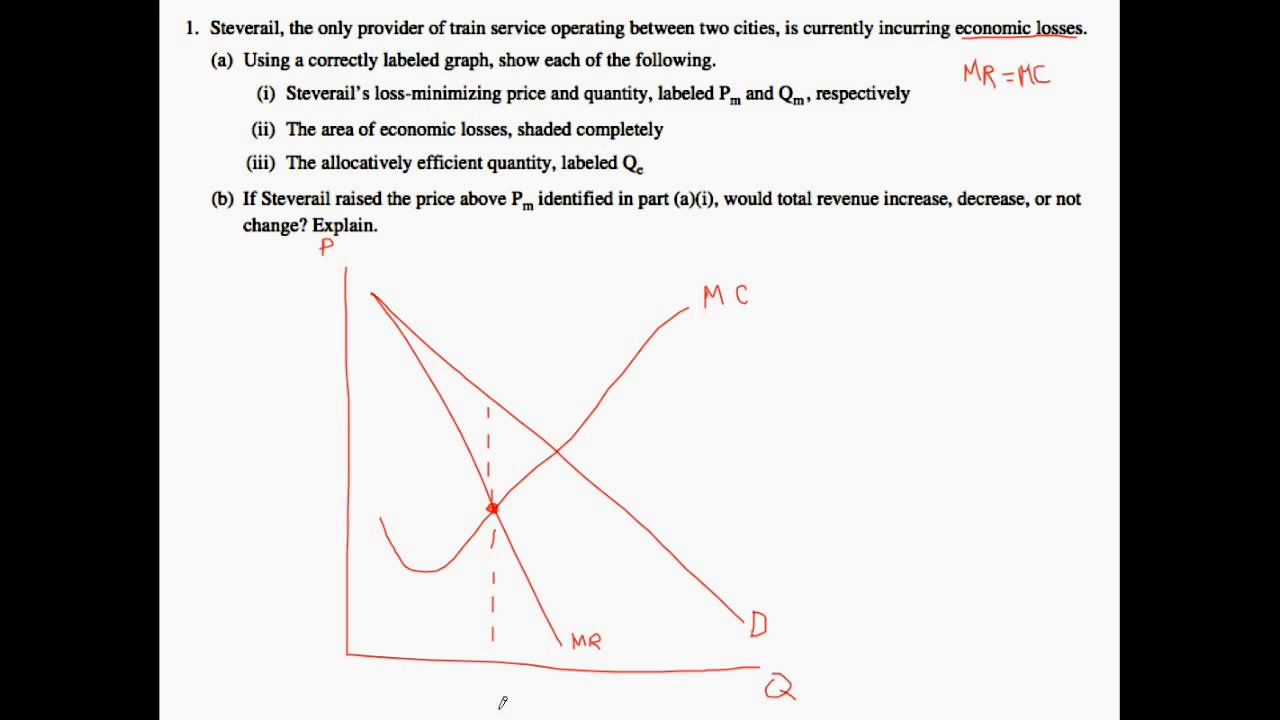 1. Steverail, the only provider of train service operating between two cities, is currently incurring economic losses.
MR=MC
(a) Using a correctly labeled graph, show each of the following.
(i) Steverail's loss-minimizing price and quantity, labeled Pm and Qm, respectively
(ii) The area of economic losses, shaded completely
(iii) The allocatively efficient quantity, labeled Qe
(b) If Steverail raised the price above Pm identified in part (a)(i), would total revenue increase, decrease, or not
change? Explain.
P
MC
D
MR
Q